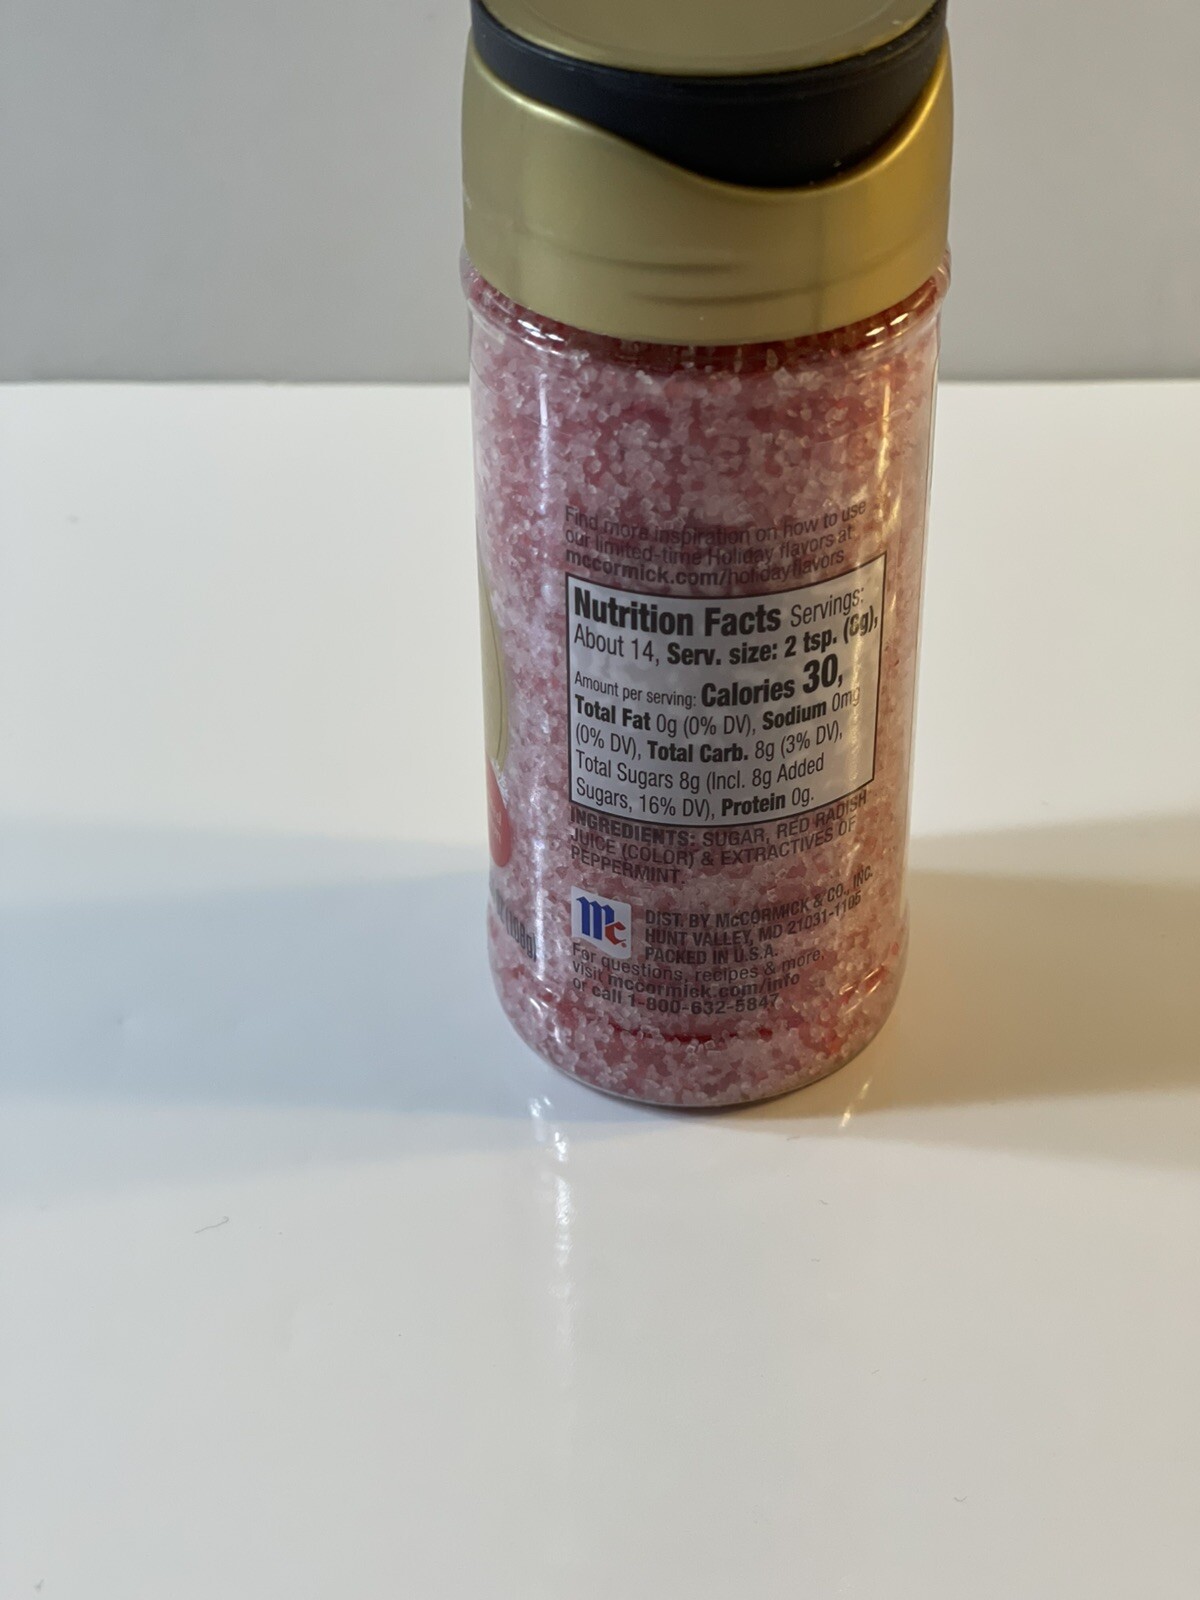 Find more inspiration on how to use
our limited-time Holiday flavors at
mccormick.com/holidayflavors.
Nutrition Facts Servings:
About 14, Serv. size: 2 tsp. (8g),
Amount per serving: Calories 30,
Total Fat 0g (0% DV), Sodium 0mg
(0% DV), Total Carb. 8g (3% DV),
Total Sugars 8g (Incl. 8g Added
Sugars, 16% DV), Protein 0g.
INGREDIENTS: SUGAR, RED RADISH
JUICE (COLOR) & EXTRACTIVES OF
PEPPERMINT.
Mc
DIST. BY McCORMICK & CO., INC.
HUNT VALLEY, MD 21031-1106
PACKED IN U.S.A.
For questions, recipes & more,
visit mccormick.com/info
or call 1-800-632-5847